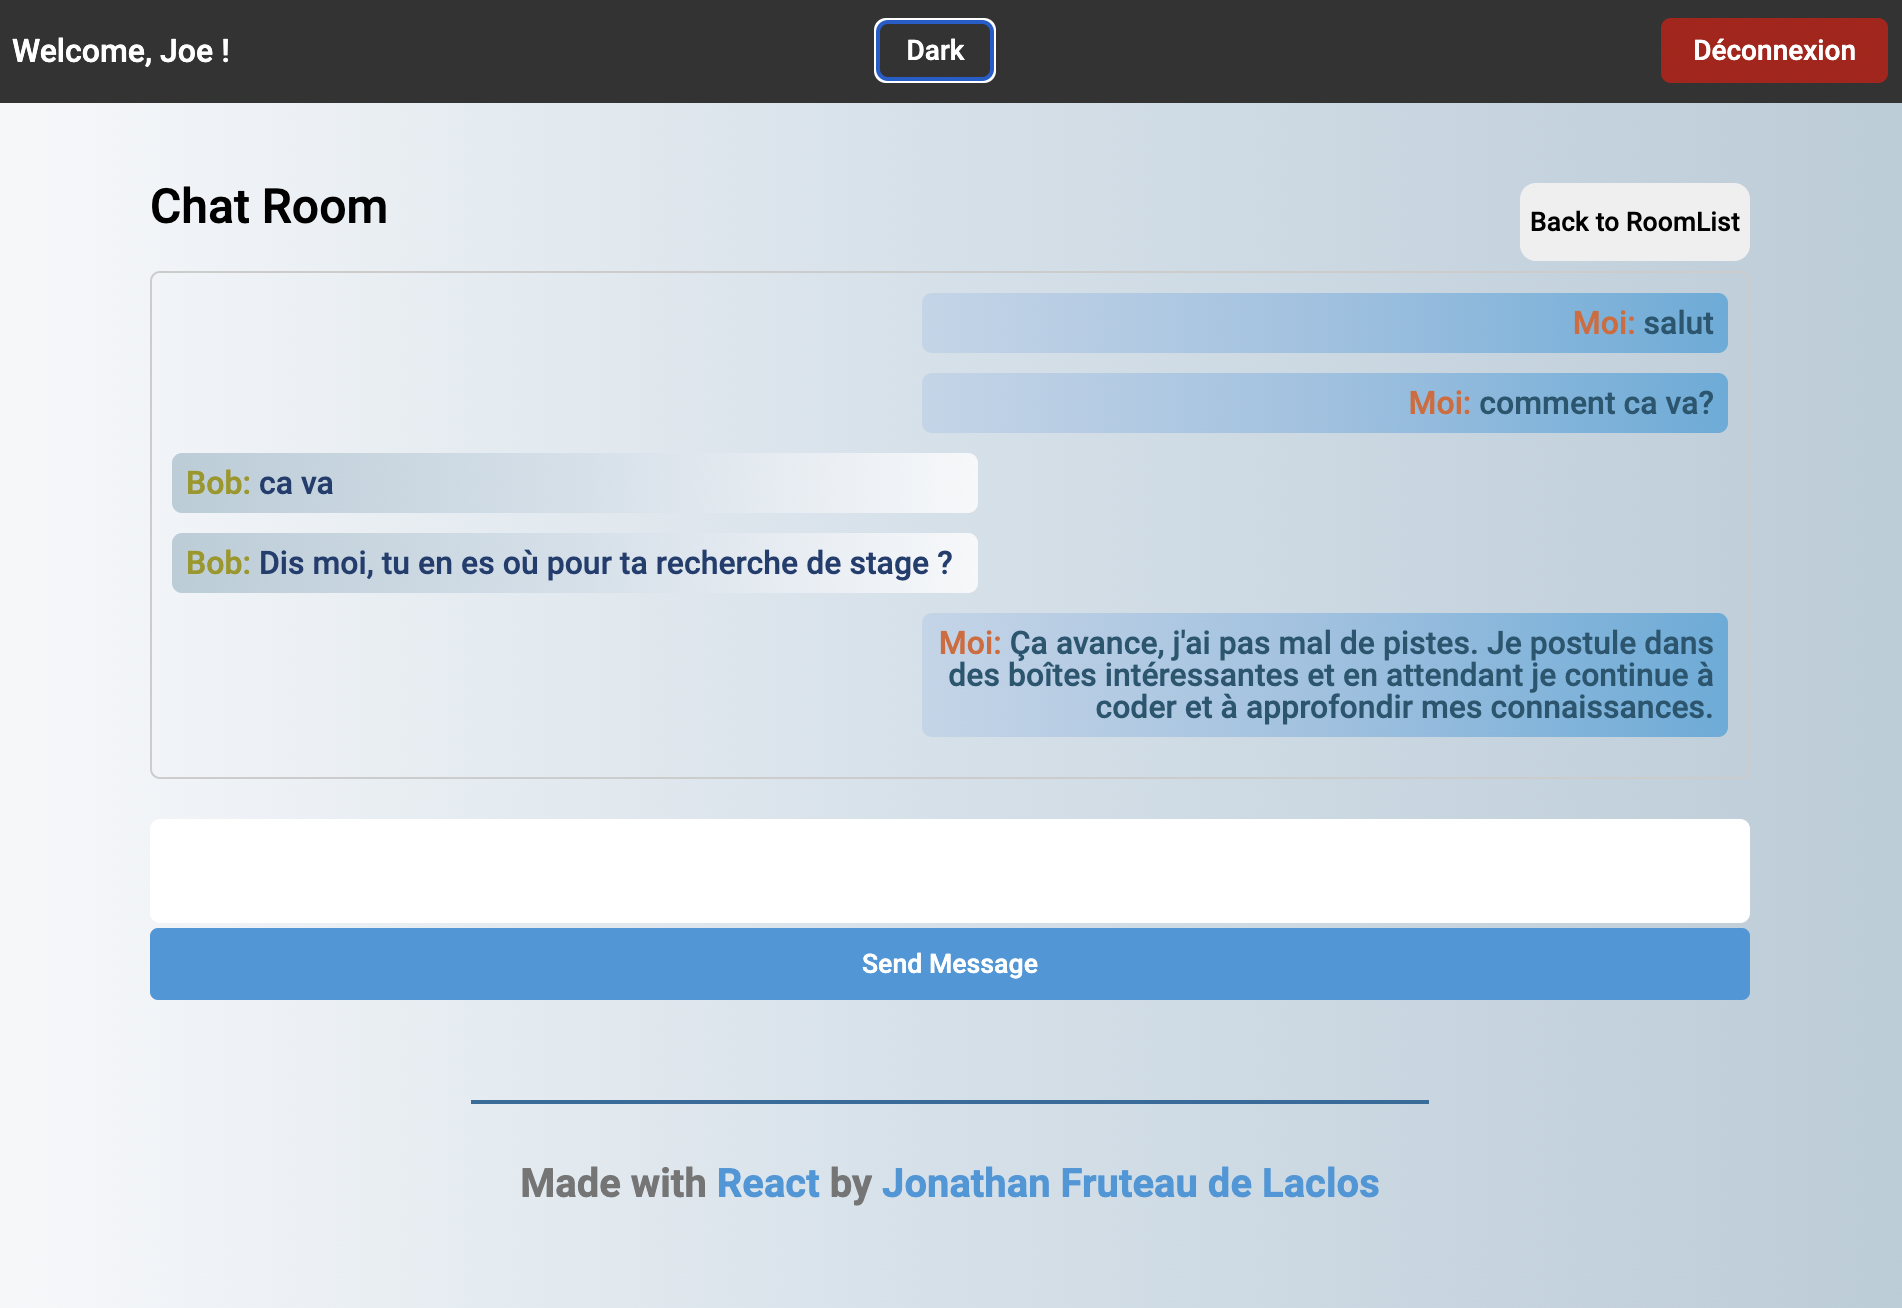 Welcome, Joe !
Dark
Déconnexion
Chat Room
Back to RoomList
Moi: salut
Moi: comment ca va?
Bob: ca va
Bob: Dis moi, tu en es où pour ta recherche de stage ?
Moi: Ça avance, j'ai pas mal de pistes. Je postule dans
des boîtes intéressantes et en attendant je continue à
coder et à approfondir mes connaissances.
Send Message
Made with React by Jonathan Fruteau de Laclos